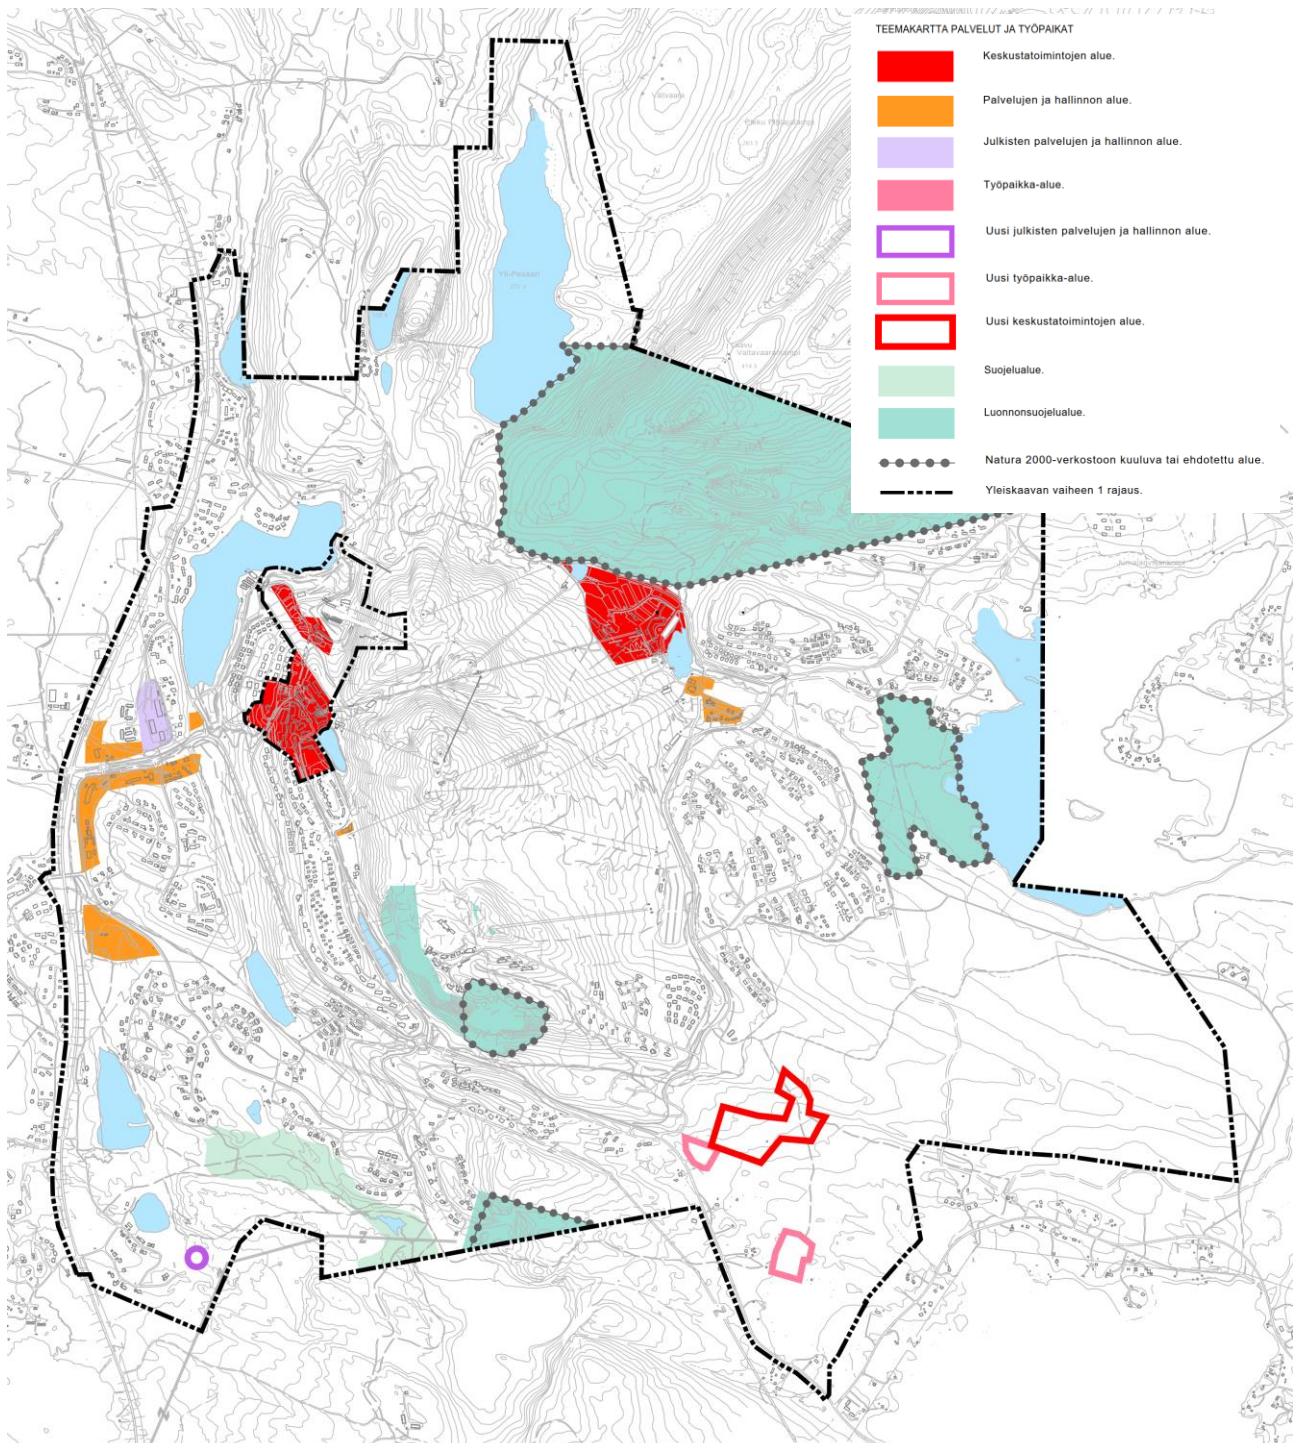 TEEMAKARTTA PALVELUT JA TYÖPAIKAT
Keskustatoimintojen alue.
Palvelujen ja hallinnon alue.
Julkisten palvelujen ja hallinnon alue.
Työpaikka-alue.
Uusi julkisten palvelujen ja hallinnon alue.
Uusi työpaikka-alue.
Uusi keskustatoimintojen alue.
Suojelualue.
Luonnonsuojelualue.
Natura 2000-verkostoon kuuluva tai ehdotettu alue.
Yleiskaavan vaiheen 1 rajaus.
Välivaara
Yli-Pessari
Valtavaaranlampi